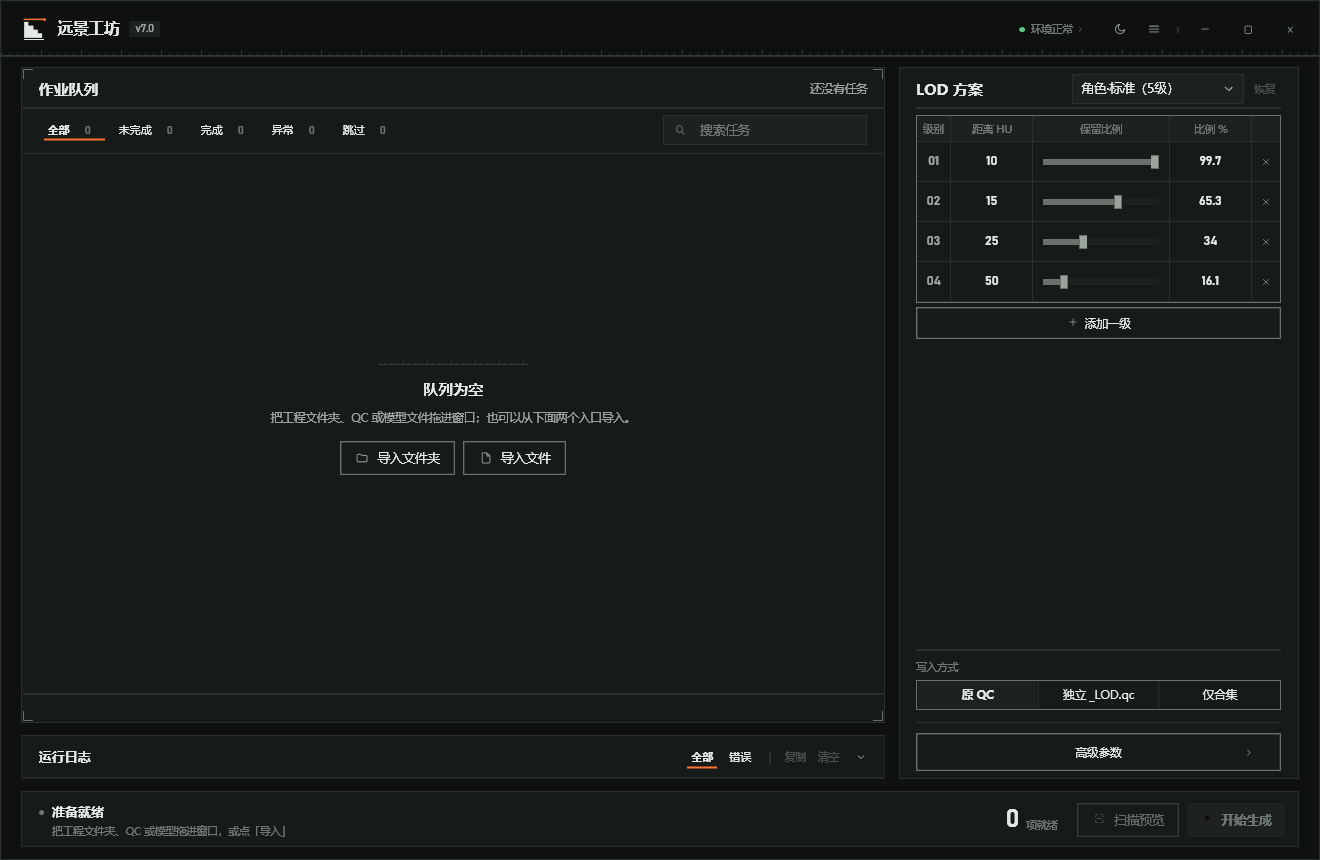 远景工坊 v7.0 环境正常
作业队列 还没有任务
全部 0 未完成 0 完成 0 异常 0 跳过 0 搜索任务
队列为空
把工程文件夹、QC 或模型文件拖进窗口；也可以从下面两个入口导入。
导入文件夹 导入文件
运行日志 全部 错误 复制 清空
LOD 方案 角色·标准（5级） 恢复
级别 距离 HU 保留比例 比例 %
01 10 99.7 ×
02 15 65.3 ×
03 25 34 ×
04 50 16.1 ×
+ 添加一级
写入方式
原 QC 独立 _LOD.qc 仅合集
高级参数
准备就绪
把工程文件夹、QC 或模型拖进窗口，或点「导入」
0 项就绪 扫描预览 开始生成